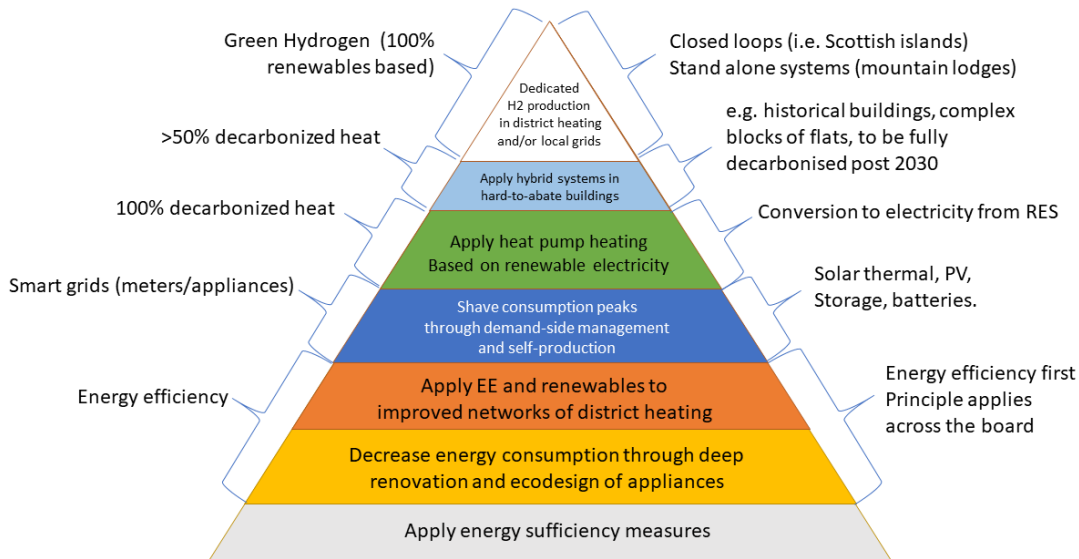 Green Hydrogen (100%
renewables based)
Closed loops (i.e. Scottish islands)
Stand alone systems (mountain lodges)
Dedicated
H2 production
in district heating
and/or local grids
>50% decarbonized heat
e.g. historical buildings, complex
blocks of flats, to be fully
decarbonised post 2030
Apply hybrid systems in
hard-to-abate buildings
100% decarbonized heat
Conversion to electricity from RES
Apply heat pump heating
Based on renewable electricity
Smart grids (meters/appliances)
Solar thermal, PV,
Storage, batteries.
Shave consumption peaks
through demand-side management
and self-production
Energy efficiency
Energy efficiency first
Principle applies
across the board
Apply EE and renewables to
improved networks of district heating
Decrease energy consumption through deep
renovation and ecodesign of appliances
Apply energy sufficiency measures